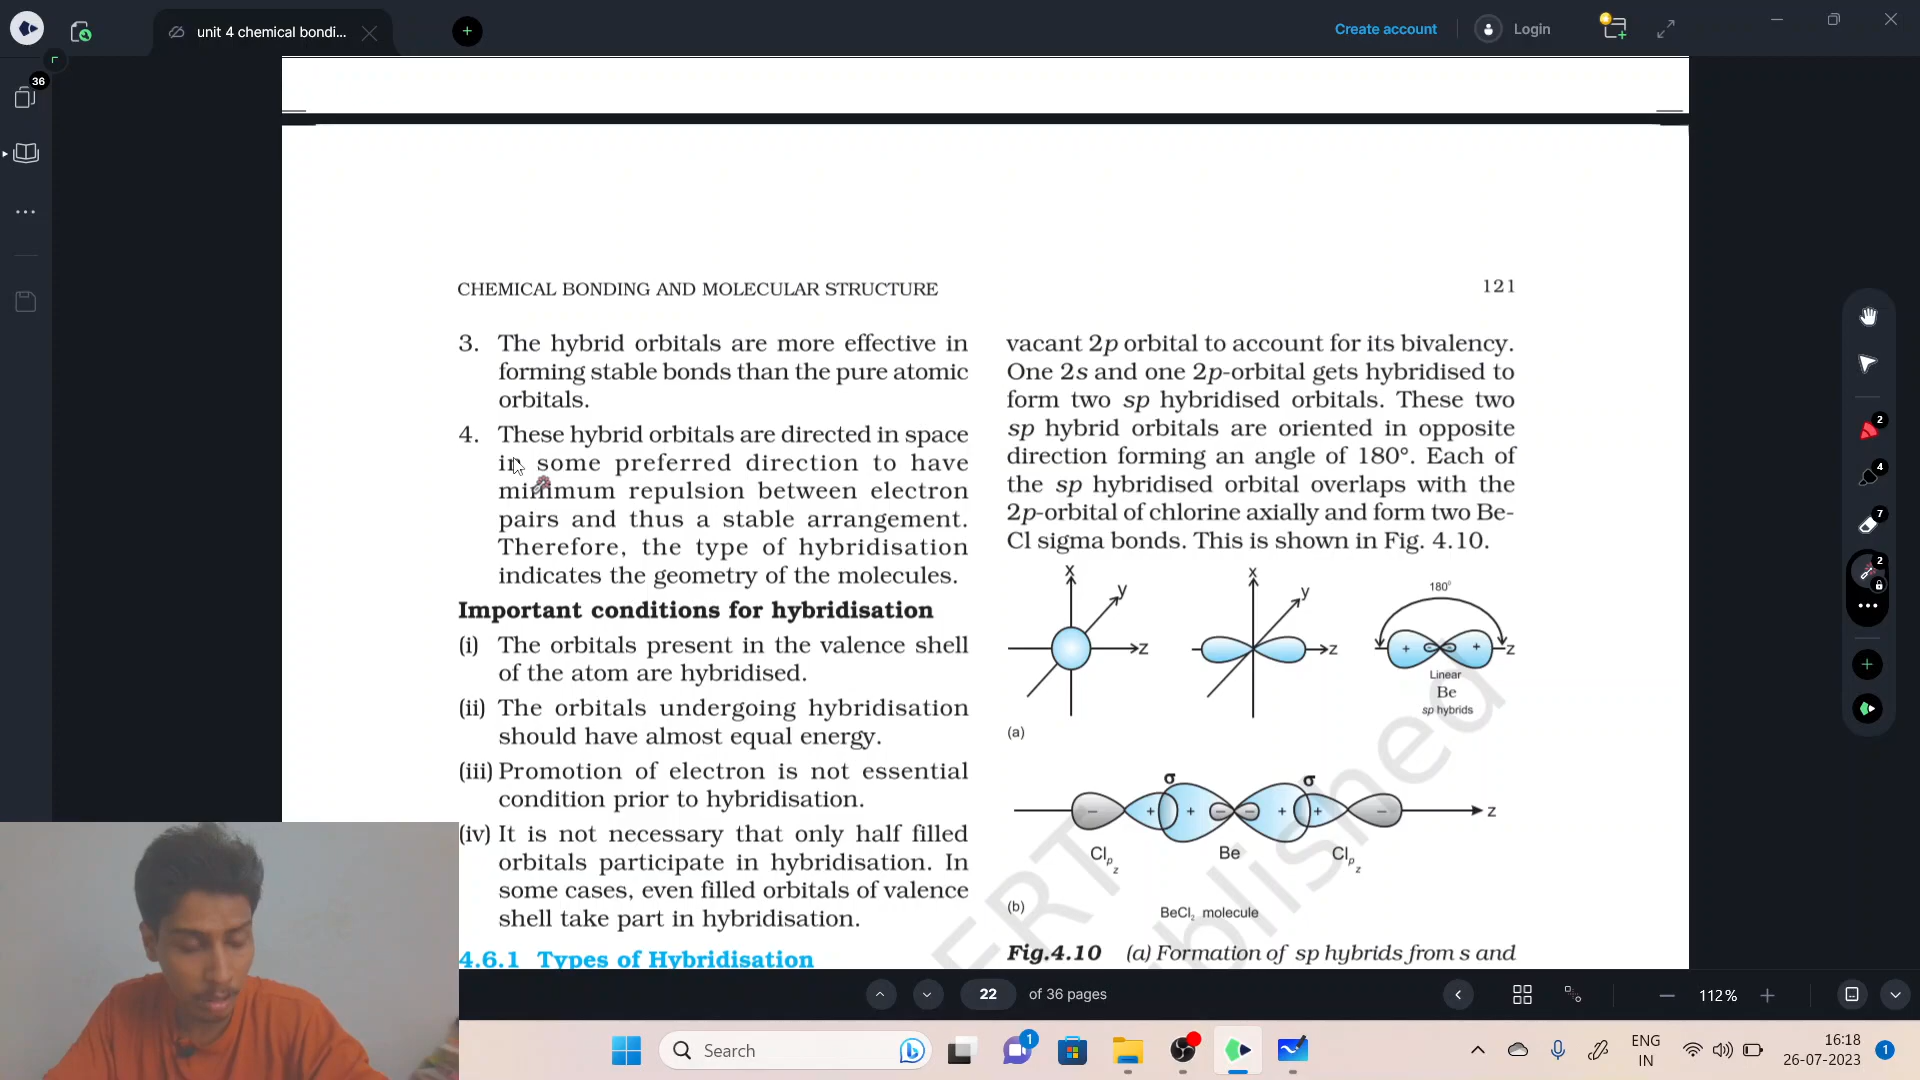 unit 4 chemical bondi...
Create account
Login
36
CHEMICAL BONDING AND MOLECULAR STRUCTURE
121
3. The hybrid orbitals are more effective in
forming stable bonds than the pure atomic
orbitals.
4. These hybrid orbitals are directed in space
in some preferred direction to have
minimum repulsion between electron
pairs and thus a stable arrangement.
Therefore, the type of hybridisation
indicates the geometry of the molecules.
Important conditions for hybridisation
(i) The orbitals present in the valence shell
of the atom are hybridised.
(ii) The orbitals undergoing hybridisation
should have almost equal energy.
(iii) Promotion of electron is not essential
condition prior to hybridisation.
(iv) It is not necessary that only half filled
orbitals participate in hybridisation. In
some cases, even filled orbitals of valence
shell take part in hybridisation.
4.6.1 Types of Hybridisation
vacant 2p orbital to account for its bivalency.
One 2s and one 2p-orbital gets hybridised to
form two sp hybridised orbitals. These two
sp hybrid orbitals are oriented in opposite
direction forming an angle of 180°. Each of
the sp hybridised orbital overlaps with the
2p-orbital of chlorine axially and form two Be-
Cl sigma bonds. This is shown in Fig. 4.10.
x
y
z
x
y
z
180°
+ − − +
z
Linear
Be
sp hybrids
(a)
σ
σ
− + + − − + + −
z
Clpz
Be
Clpz
(b)
BeCl2 molecule
Fig.4.10 (a) Formation of sp hybrids from s and
2
4
7
2
22 of 36 pages
112%
Search
1
ENG
IN
16:18
26-07-2023
1